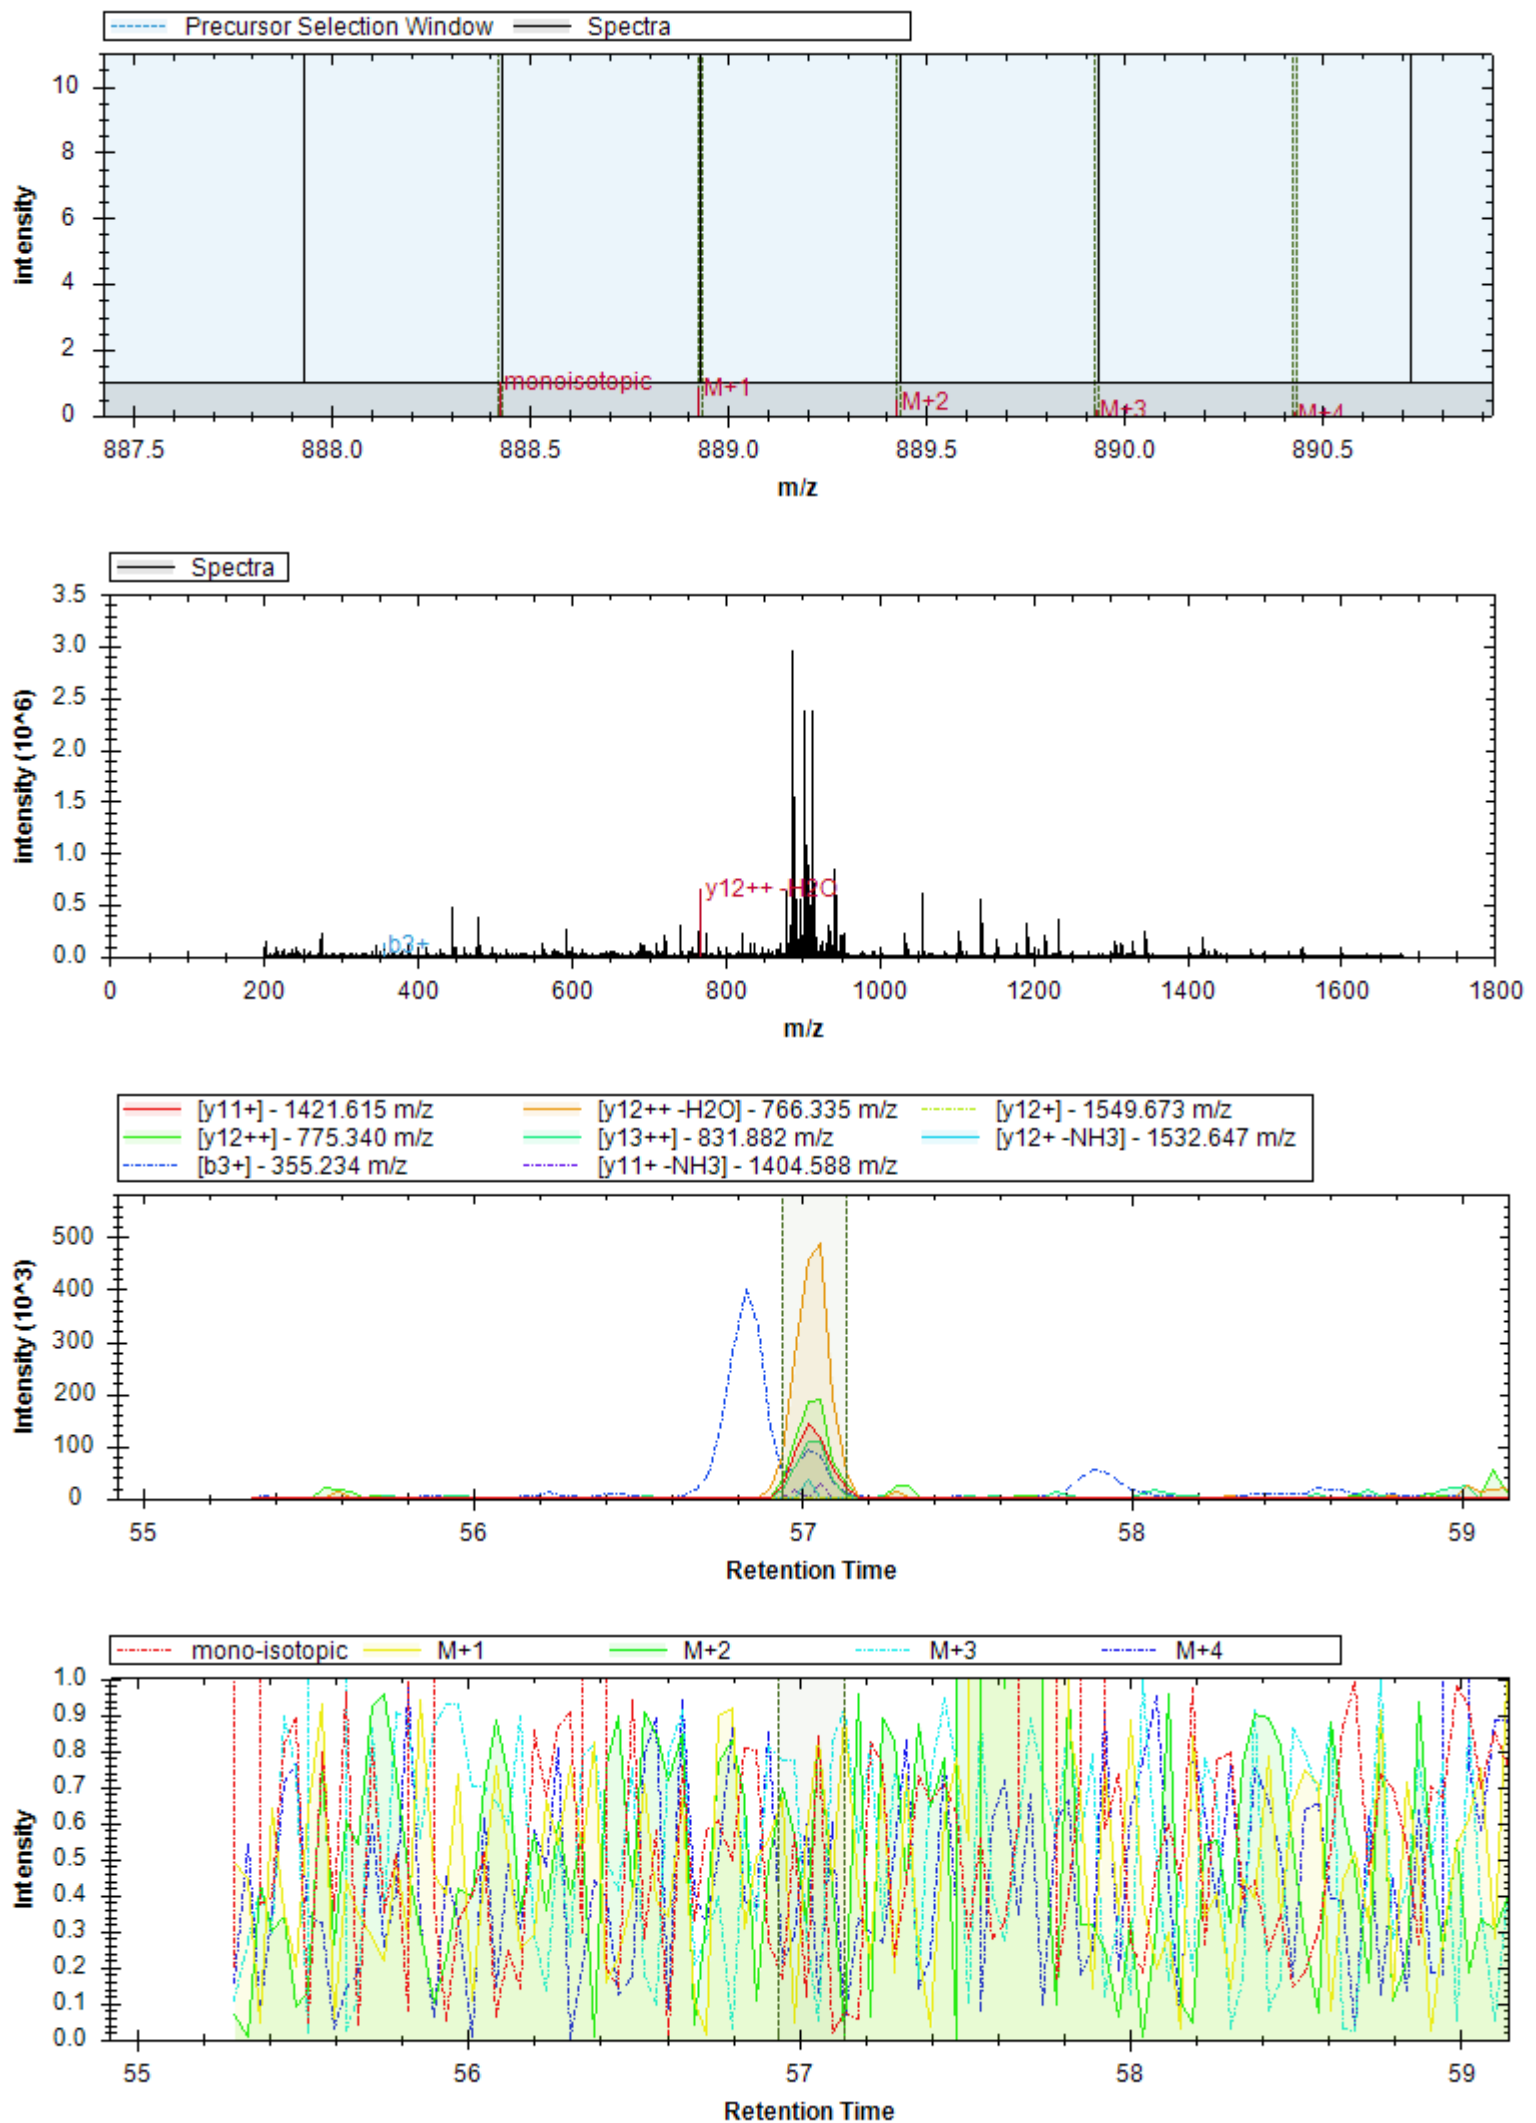 Precursor Selection Window Spectra
10
8
6
4
2
0
intensity
monoisotopic M+1 M+2 M+3 M+4
887.5 888.0 888.5 889.0 889.5 890.0 890.5
m/z
Spectra
3.5
3.0
2.5
2.0
1.5
1.0
0.5
0.0
intensity (10^6)
b3+ y12++ -H2O
0 200 400 600 800 1000 1200 1400 1600 1800
m/z
[y11+] - 1421.615 m/z [y12++ -H2O] - 766.335 m/z [y12+] - 1549.673 m/z
[y12++] - 775.340 m/z [y13++] - 831.882 m/z [y12+ -NH3] - 1532.647 m/z
[b3+] - 355.234 m/z [y11+ -NH3] - 1404.588 m/z
500
400
300
200
100
0
Intensity (10^3)
55 56 57 58 59
Retention Time
mono-isotopic M+1 M+2 M+3 M+4
1.0
0.9
0.8
0.7
0.6
0.5
0.4
0.3
0.2
0.1
0.0
Intensity
55 56 57 58 59
Retention Time